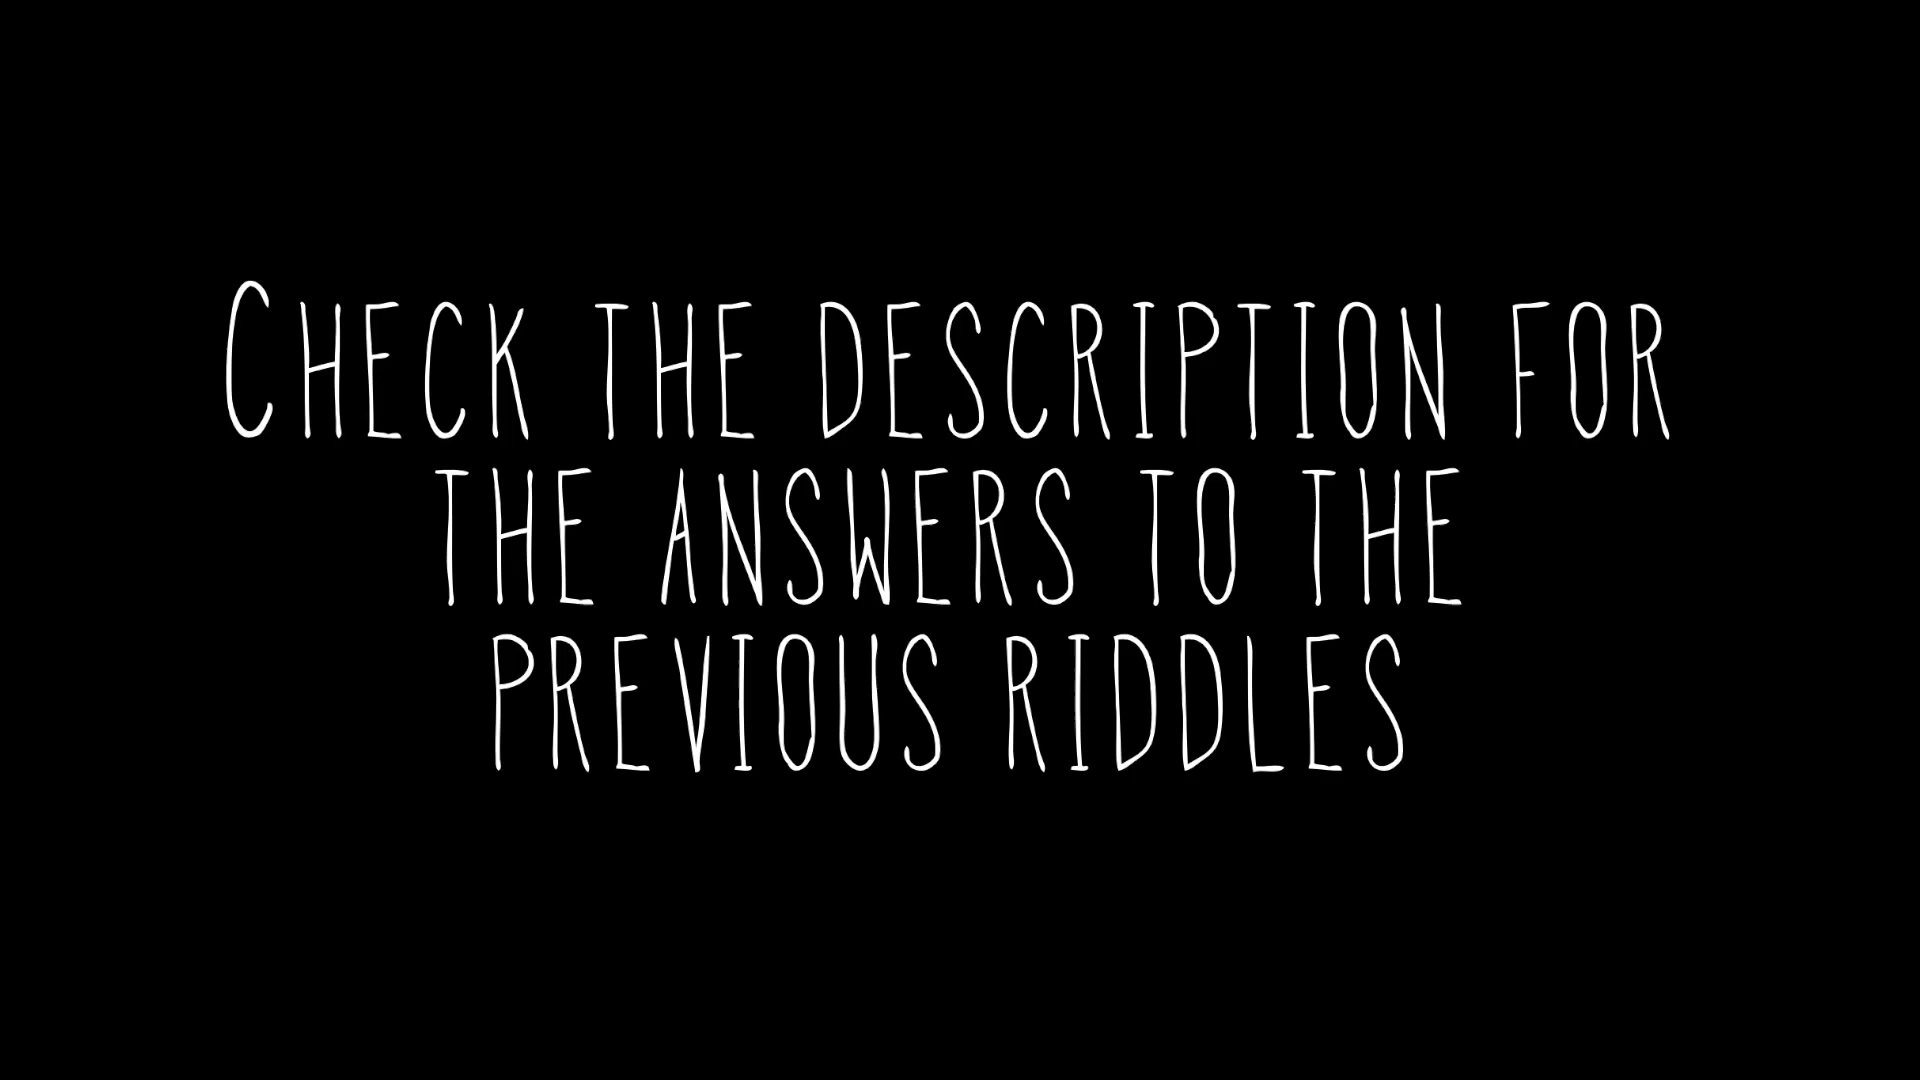 Check the description for
the answers to the
previous riddles